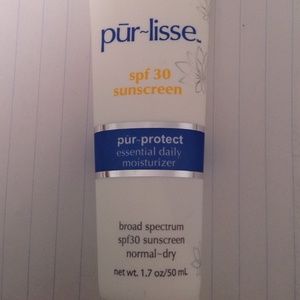 pūr~lisse
spf 30
sunscreen
pūr-protect
essential daily
moisturizer
broad spectrum
spf30 sunscreen
normal~dry
net wt. 1.7 oz/50 mL